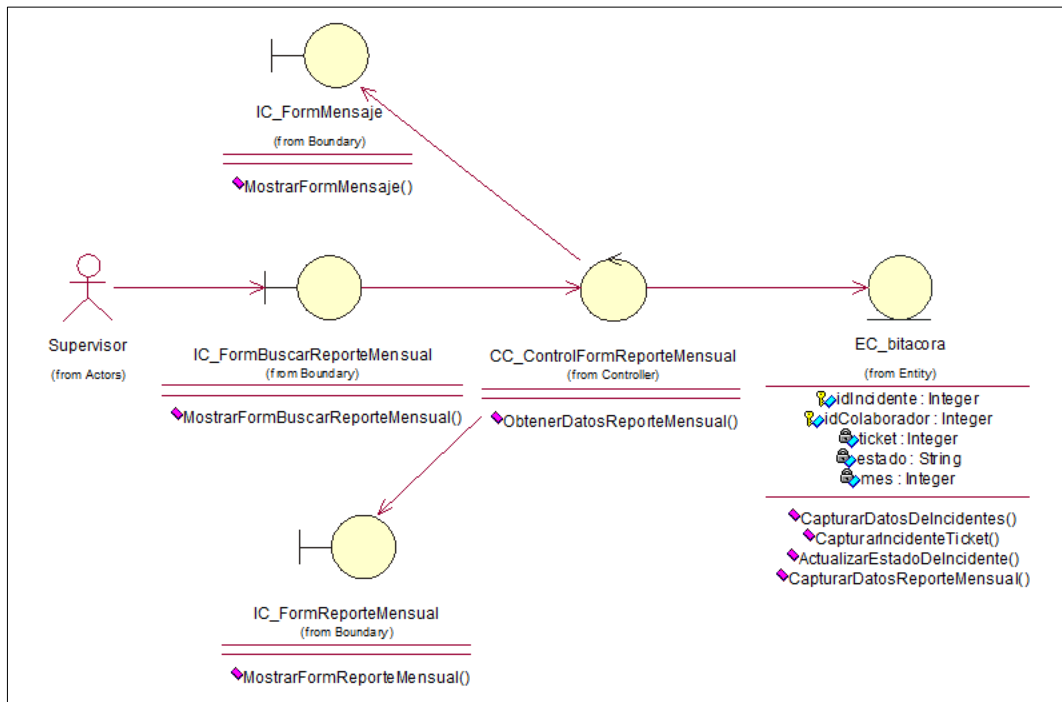 IC_FormMensaje
(from Boundary)
MostrarFormMensaje()
Supervisor
(from Actors)
IC_FormBuscarReporteMensual
(from Boundary)
MostrarFormBuscarReporteMensual()
CC_ControlFormReporteMensual
(from Controller)
ObtenerDatosReporteMensual()
EC_bitacora
(from Entity)
idIncidente : Integer
idColaborador : Integer
ticket : Integer
estado : String
mes : Integer
CapturarDatosDeIncidentes()
CapturarIncidenteTicket()
ActualizarEstadoDeIncidente()
CapturarDatosReporteMensual()
IC_FormReporteMensual
(from Boundary)
MostrarFormReporteMensual()